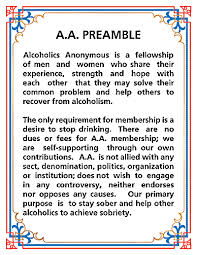 A.A. PREAMBLE
Alcoholics Anonymous is a fellowship
of men and women who share their
experience, strength and hope with
each other that they may solve their
common problem and help others to
recover from alcoholism.
The only requirement for membership is a
desire to stop drinking. There are no
dues or fees for A.A. membership; we
are self-supporting through our own
contributions. A.A. is not allied with any
sect, denomination, politics, organization
or institution; does not wish to engage
in any controversy, neither endorses
nor opposes any causes. Our primary
purpose is to stay sober and help other
alcoholics to achieve sobriety.